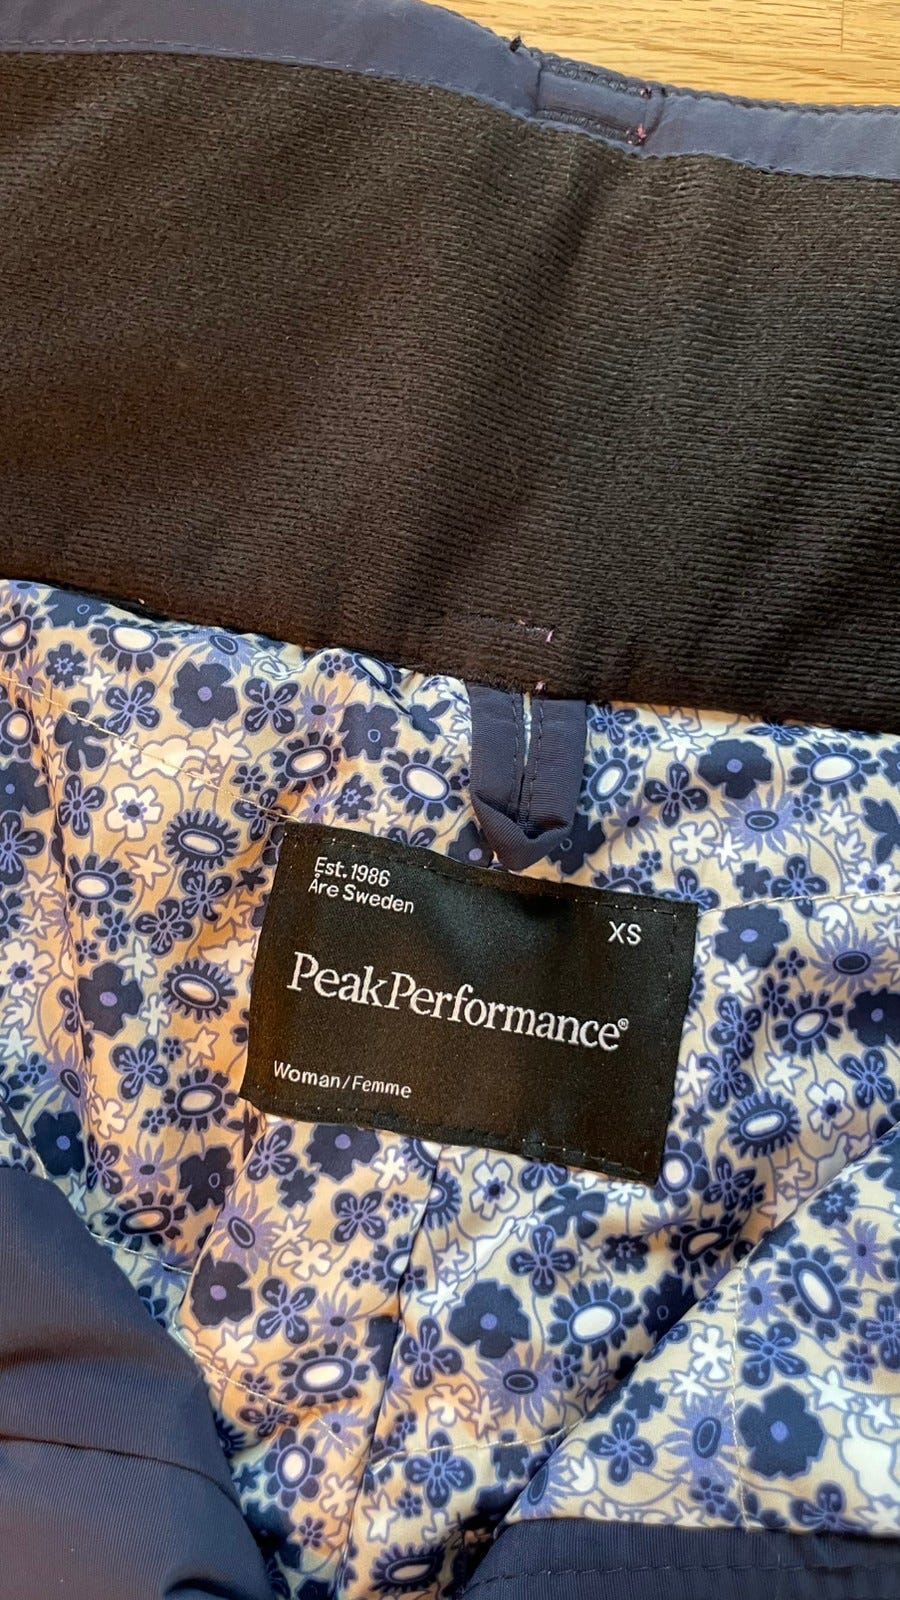 Est. 1986
Åre Sweden
XS
PeakPerformance®
Woman/Femme